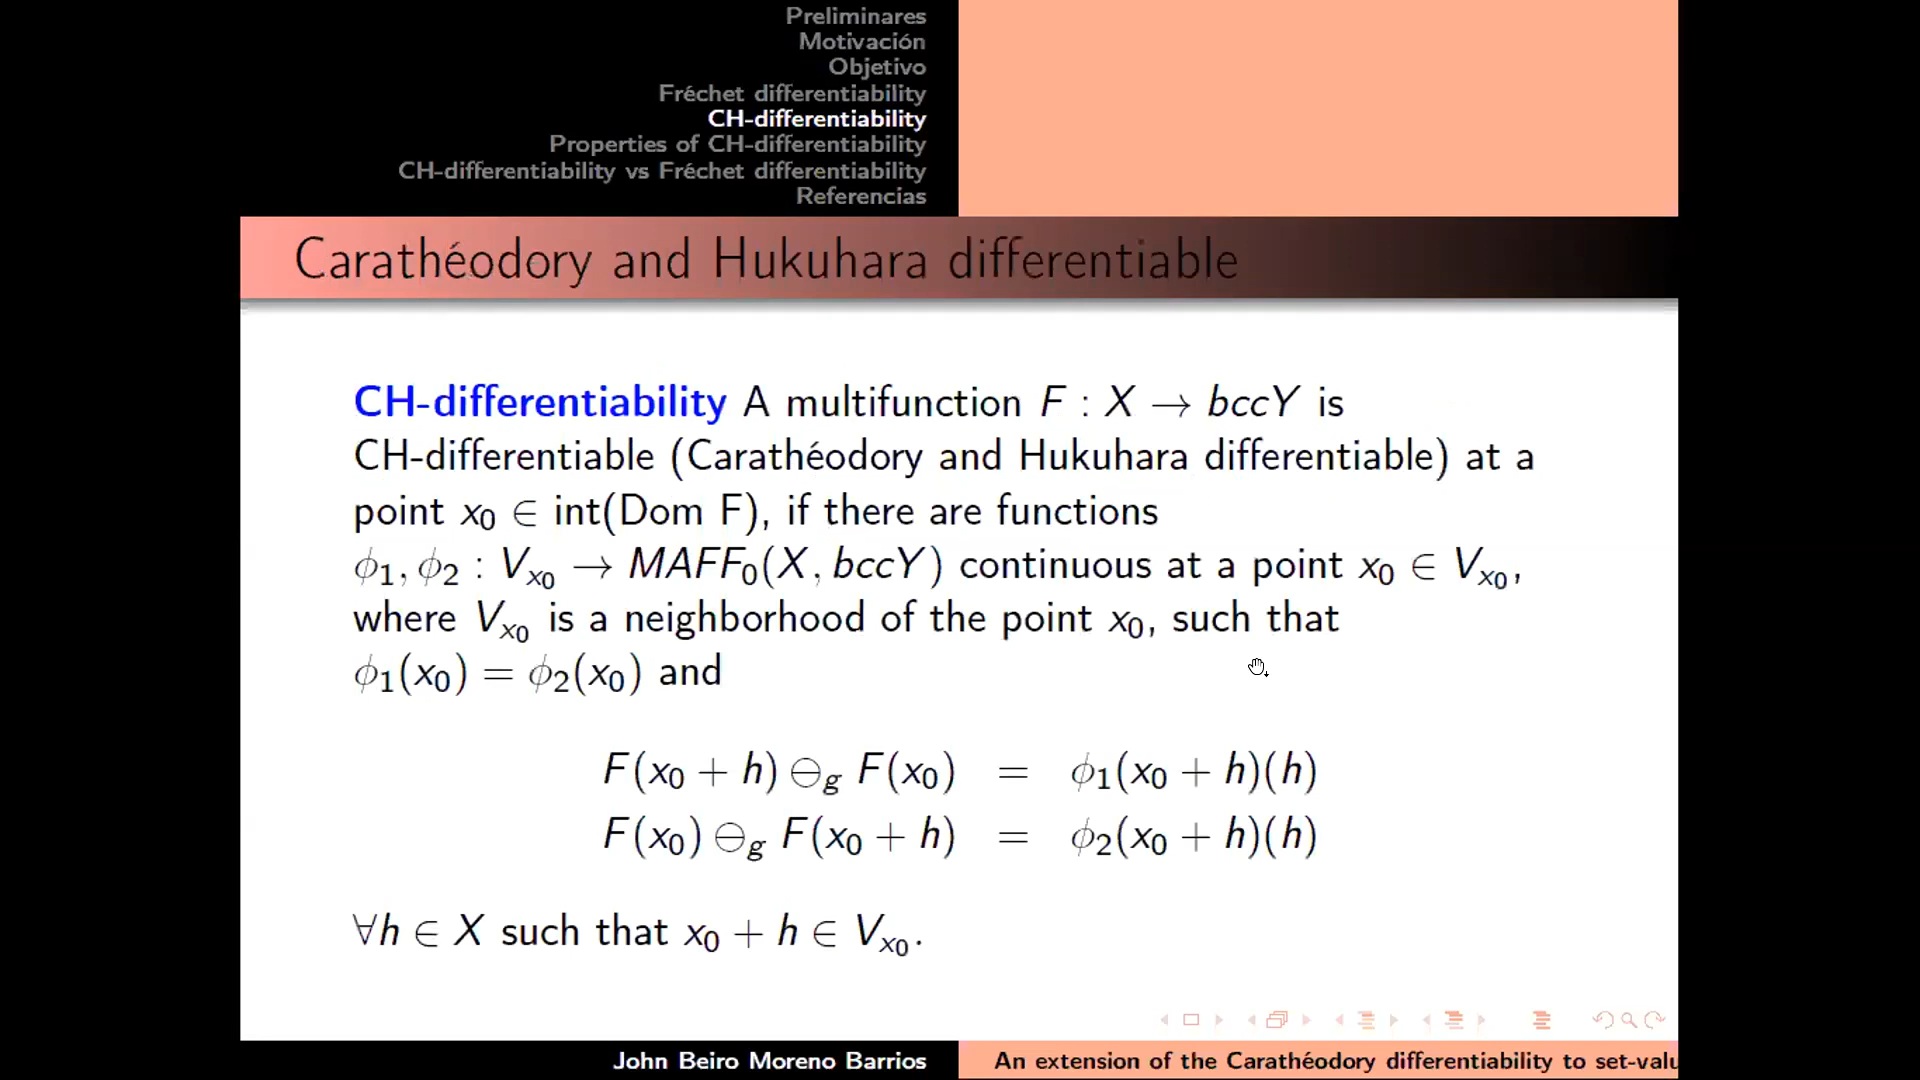 Preliminares
Motivación
Objetivo
Fréchet differentiability
CH-differentiability
Properties of CH-differentiability
CH-differentiability vs Fréchet differentiability
Referencias
Carathéodory and Hukuhara differentiable
CH-differentiability A multifunction F : X → bccY is
CH-differentiable (Carathéodory and Hukuhara differentiable) at a
point x₀ ∈ int(Dom F), if there are functions
ϕ₁, ϕ₂ : Vₓ₀ → MAFF₀(X, bccY) continuous at a point x₀ ∈ Vₓ₀,
where Vₓ₀ is a neighborhood of the point x₀, such that
ϕ₁(x₀) = ϕ₂(x₀) and
F(x₀ + h) ⊖g F(x₀) = ϕ₁(x₀ + h)(h)
F(x₀) ⊖g F(x₀ + h) = ϕ₂(x₀ + h)(h)
∀h ∈ X such that x₀ + h ∈ Vₓ₀.
John Beiro Moreno Barrios
An extension of the Carathéodory differentiability to set-valu